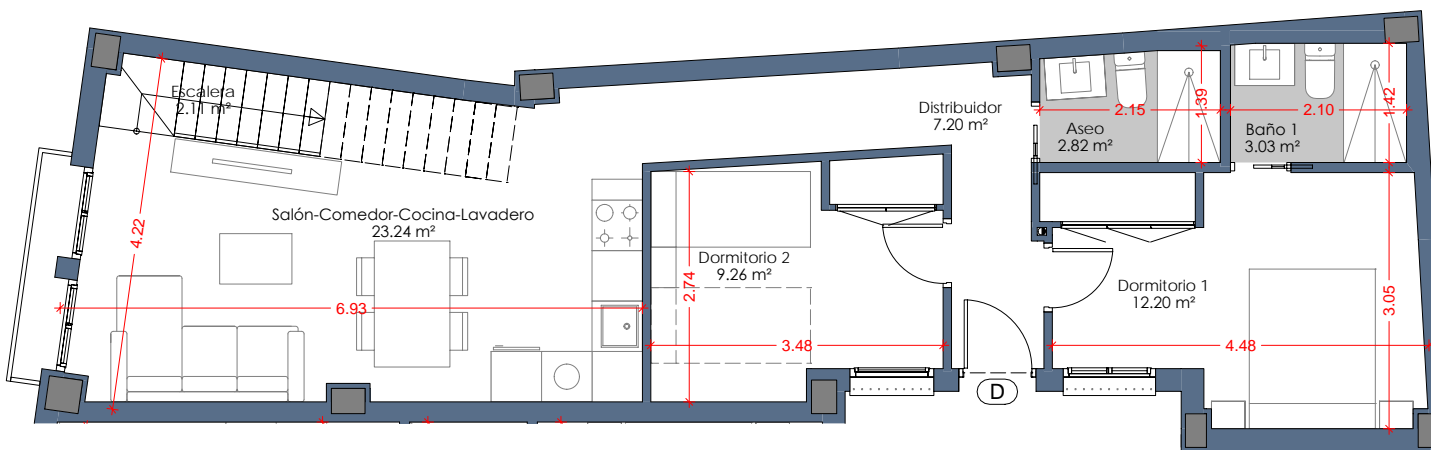 Escalera
2.11 m²
Distribuidor
7.20 m²
2.15
1.39
Aseo
2.82 m²
2.10
1.42
Baño 1
3.03 m²
4.22
Salón-Comedor-Cocina-Lavadero
23.24 m²
6.93
2.74
Dormitorio 2
9.26 m²
3.48
Dormitorio 1
12.20 m²
3.05
4.48
D